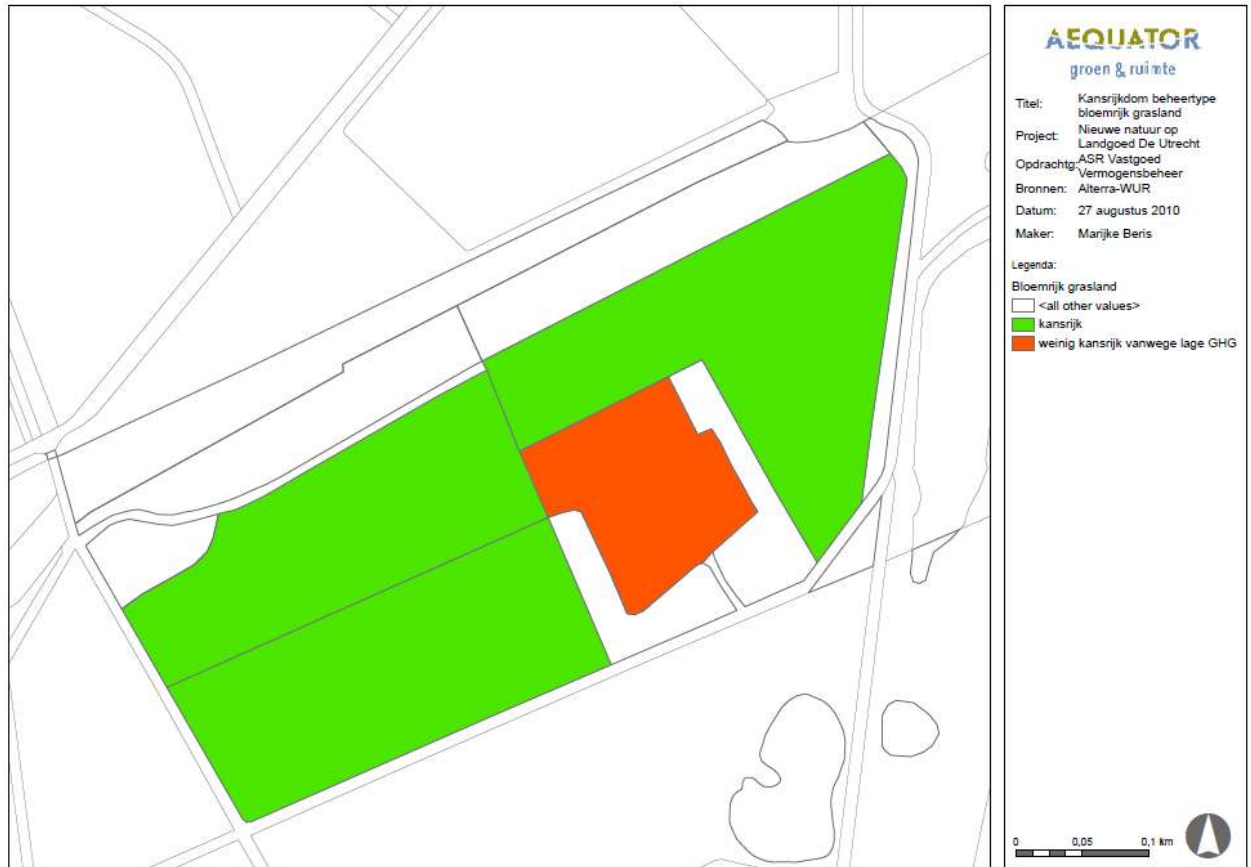 AEQUATOR
groen & ruimte
Titel: Kansrijkdom beheertype
bloemrijk grasland
Project: Nieuwe natuur op
Landgoed De Utrecht
Opdrachtg: ASR Vastgoed
Vermogensbeheer
Bronnen: Alterra-WUR
Datum: 27 augustus 2010
Maker: Marijke Beris
Legenda:
Bloemrijk grasland
<all other values>
kansrijk
weinig kansrijk vanwege lage GHG
0 0,05 0,1 km